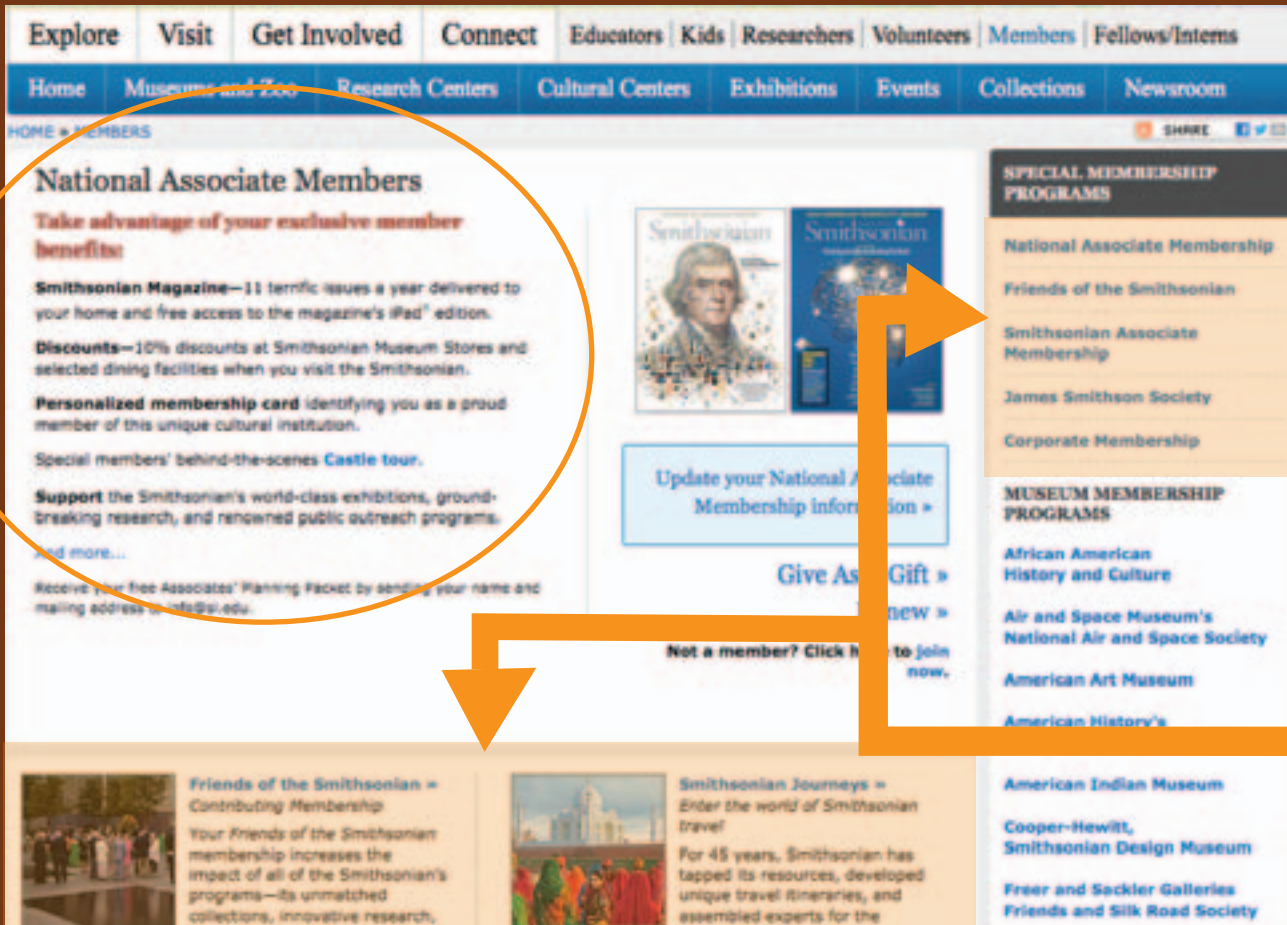 Explore Visit Get Involved Connect Educators Kids Researchers Volunteers Members Fellows/Interns
Home Museums and Zoo Research Centers Cultural Centers Exhibitions Events Collections Newsroom
HOME » MEMBERS
SHARE
National Associate Members
Take advantage of your exclusive member
benefits:
Smithsonian Magazine—11 terrific issues a year delivered to
your home and free access to the magazine's iPad® edition.
Discounts—10% discounts at Smithsonian Museum Stores and
selected dining facilities when you visit the Smithsonian.
Personalized membership card identifying you as a proud
member of this unique cultural institution.
Special members' behind-the-scenes Castle tour.
Support the Smithsonian's world-class exhibitions, ground-
breaking research, and renowned public outreach programs.
And more...
Receive your free Associates' Planning Packet by sending your name and
mailing address to info@si.edu.
Smithsonian
Smithsonian
Update your National
Membership
Give As Gift »
»
Not a member? Click to join
now.
SPECIAL MEMBERSHIP
PROGRAMS
National Associate Membership
Friends of the Smithsonian
Smithsonian Associate
Membership
James Smithson Society
Corporate Membership
MUSEUM MEMBERSHIP
PROGRAMS
African American
History and Culture
Air and Space Museum's
National Air and Space Society
American Art Museum
American History's
American Indian Museum
Cooper-Hewitt,
Smithsonian Design Museum
Freer and Sackler Galleries
Friends and Silk Road Society
Friends of the Smithsonian »
Contributing Membership
Your Friends of the Smithsonian
membership increases the
impact of all of the Smithsonian's
programs—its unmatched
collections, innovative research,
Smithsonian Journeys »
Enter the world of Smithsonian
travel
For 45 years, Smithsonian has
tapped its resources, developed
unique travel itineraries, and
assembled experts for the